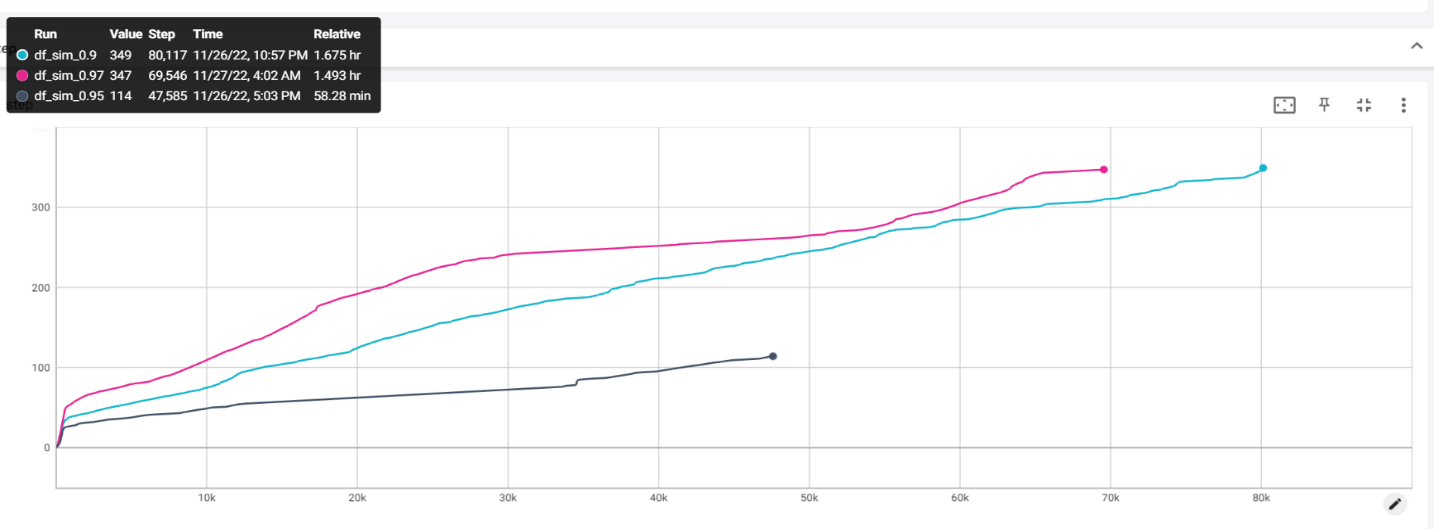 Run Value Step Time Relative
df_sim_0.9 349 80,117 11/26/22, 10:57 PM 1.675 hr
df_sim_0.97 347 69,546 11/27/22, 4:02 AM 1.493 hr
df_sim_0.95 114 47,585 11/26/22, 5:03 PM 58.28 min
step
300
200
100
0
10k 20k 30k 40k 50k 60k 70k 80k